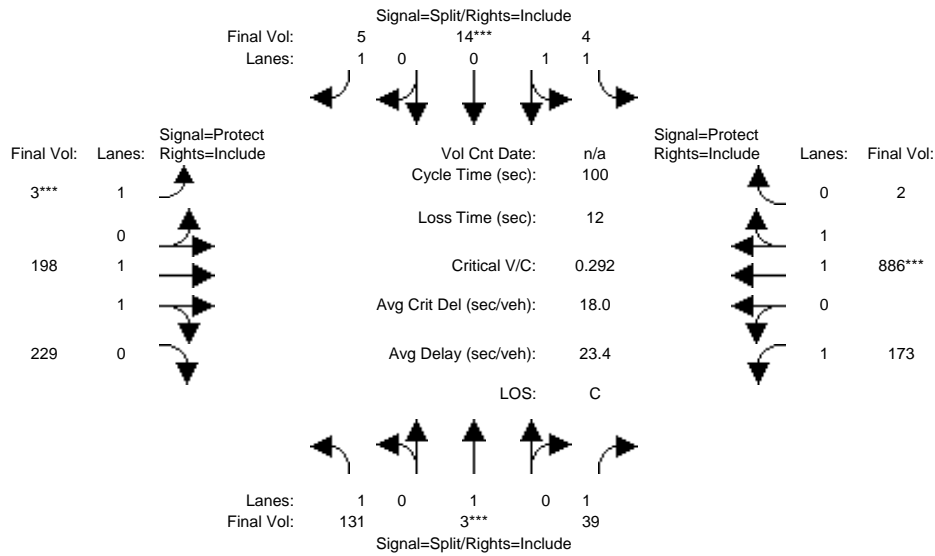 Signal=Split/Rights=Include
Final Vol: 5 14*** 4
Lanes: 1 0 0 1 1
Signal=Protect
Final Vol: Lanes: Rights=Include
Vol Cnt Date: n/a
Signal=Protect
Rights=Include Lanes: Final Vol:
Cycle Time (sec): 100
3*** 1
0 2
Loss Time (sec): 12
0
1
198 1
Critical V/C: 0.292
1 886***
1
Avg Crit Del (sec/veh): 18.0
0
229 0
Avg Delay (sec/veh): 23.4
1 173
LOS: C
Lanes: 1 0 1 0 1
Final Vol: 131 3*** 39
Signal=Split/Rights=Include